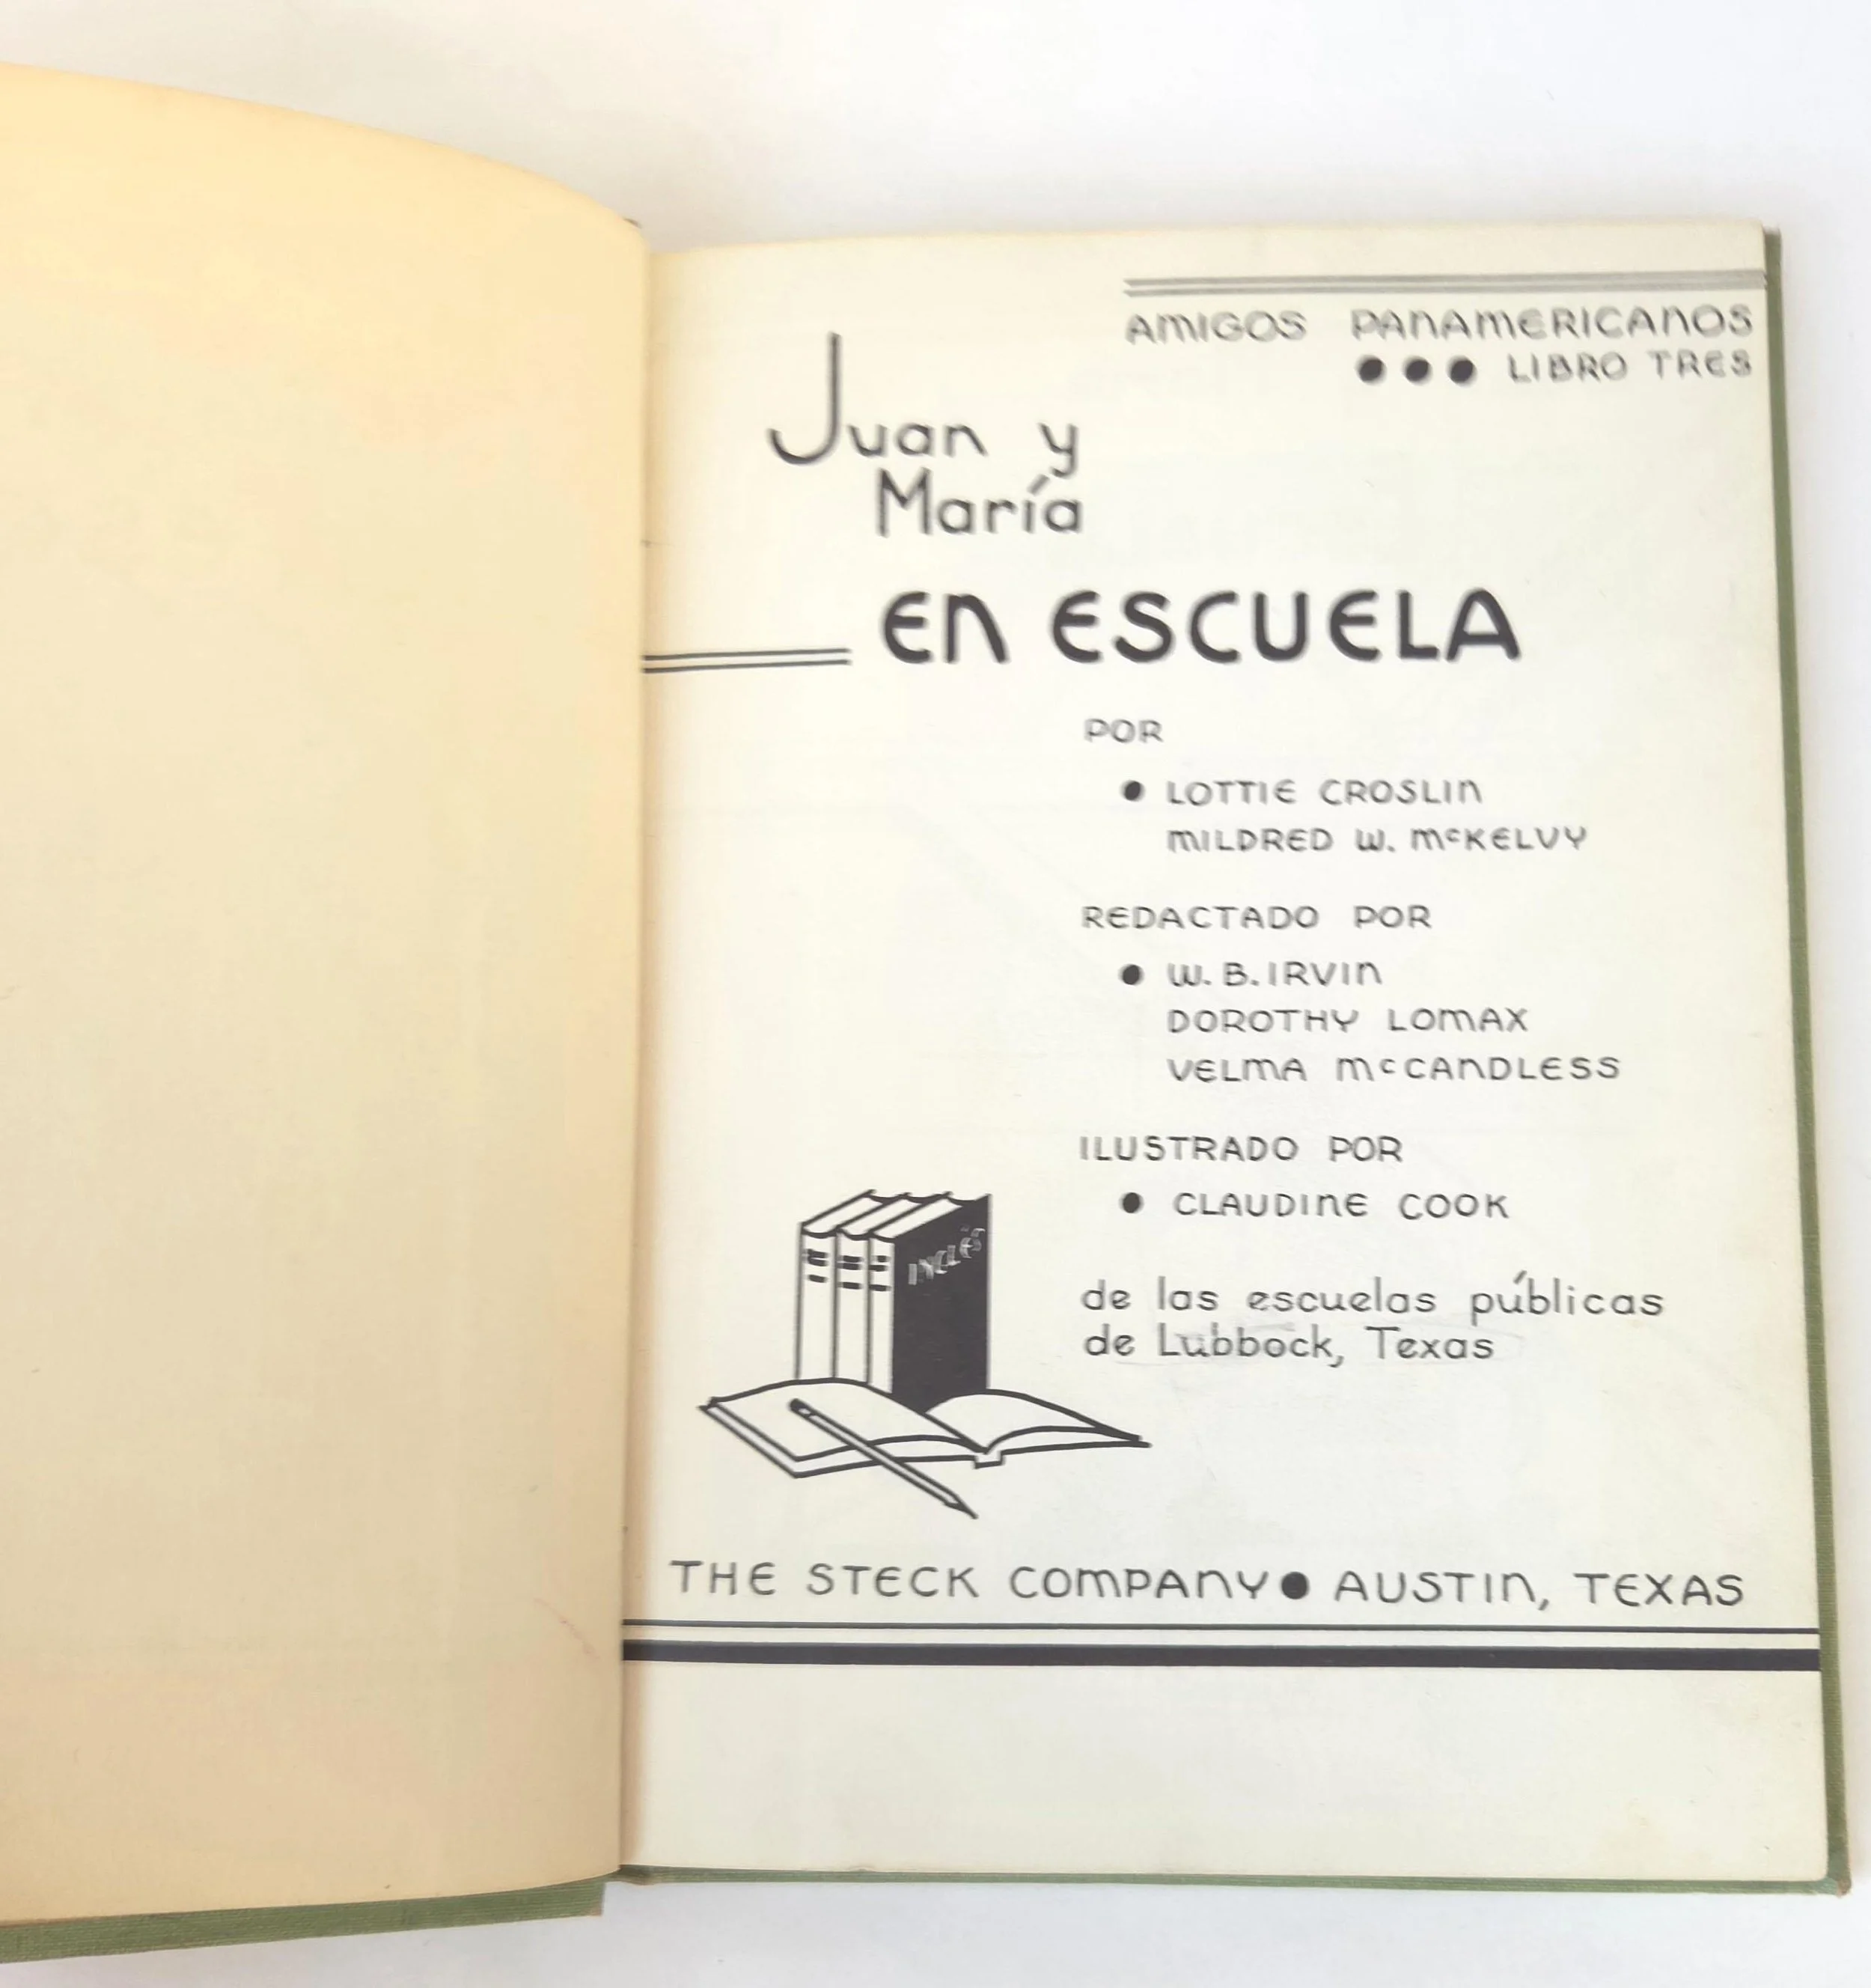 AMIGOS PANAMERICANOS
••• LIBRO TRES
Juan y
María
EN ESCUELA
POR
• LOTTIE CROSLIN
MILDRED W. McKELVY
REDACTADO POR
• W. B. IRVIN
DOROTHY LOMAX
VELMA McCANDLESS
ILUSTRADO POR
• CLAUDINE COOK
INGLÉS
de las escuelas públicas
de Lubbock, Texas
THE STECK COMPANY • AUSTIN, TEXAS